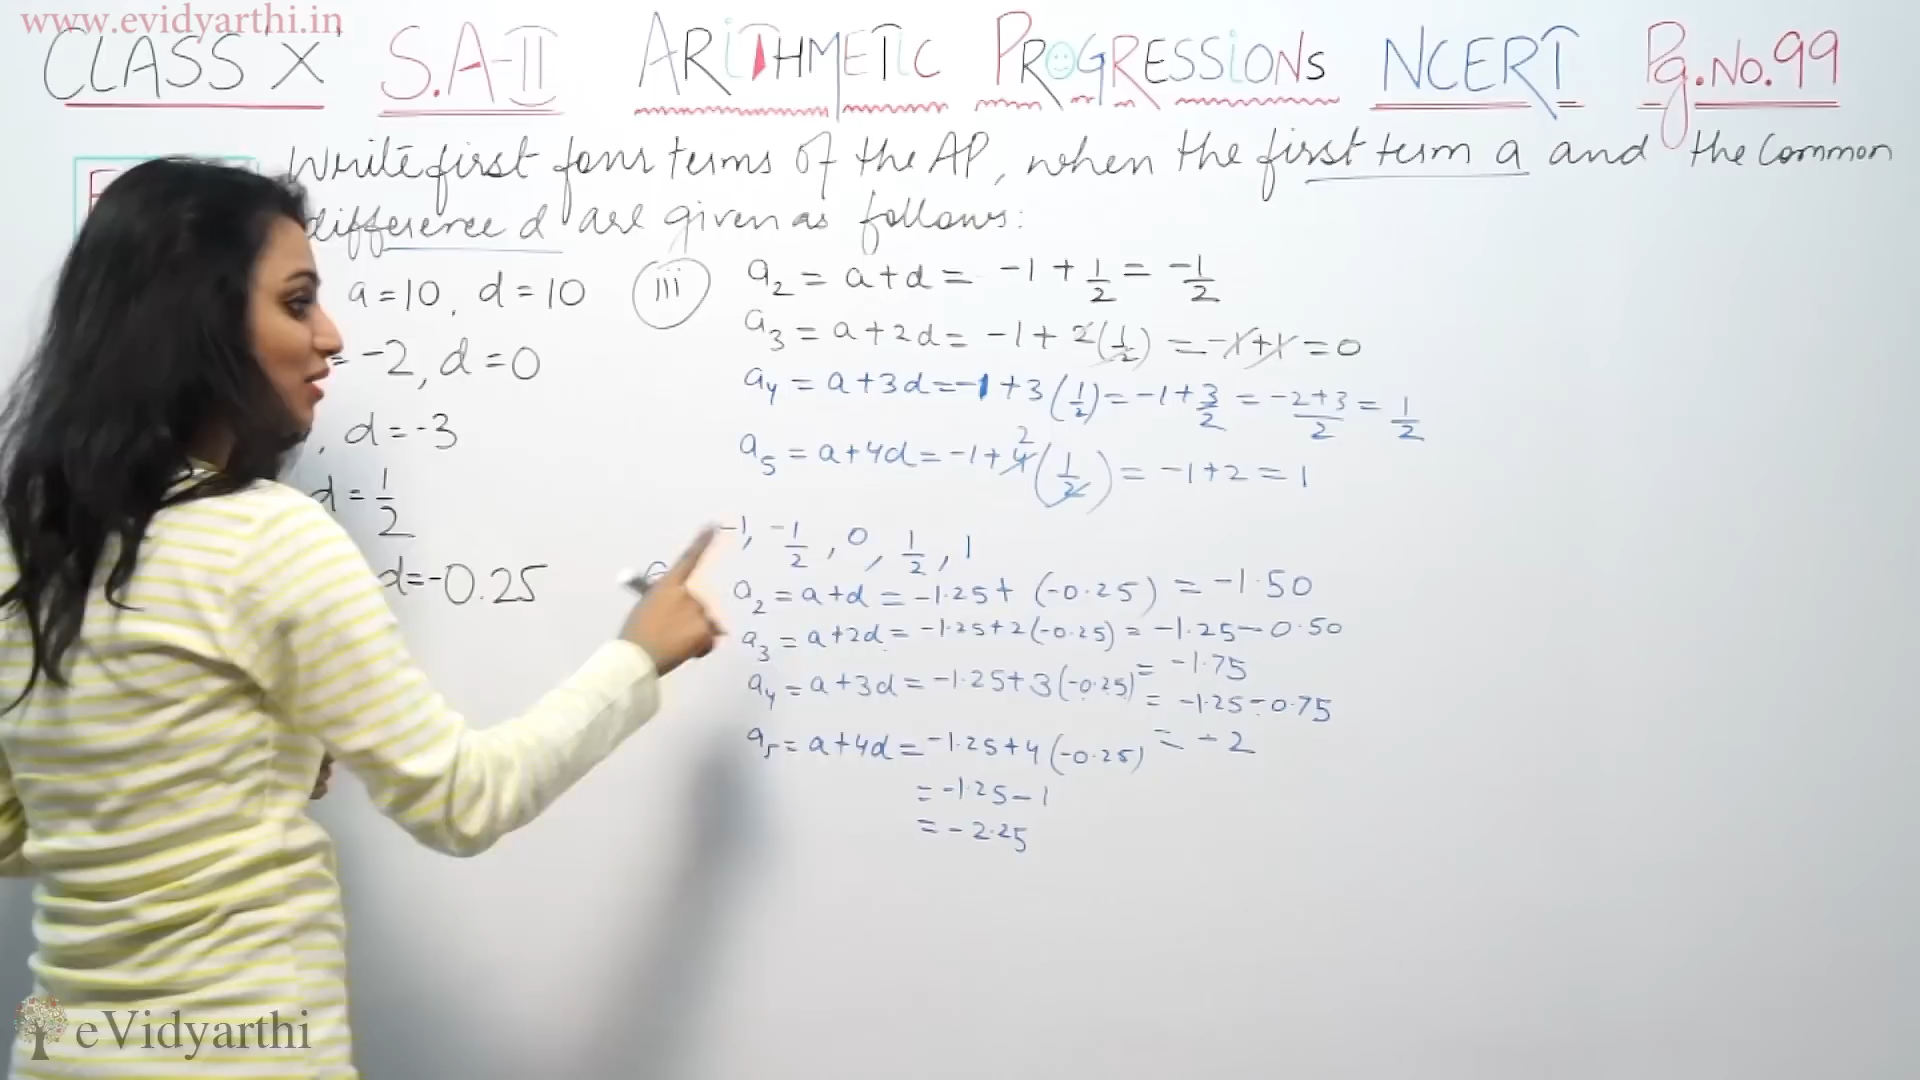 www.evidyarthi.in
CLASS 'X' S.A-II ARITHMETIC PROGRESSIONS NCERT Pg.No.99
Write first four terms of the AP, when the first term a and the common
difference d are given as follows:
a=10, d=10
= -2, d=0
, d=-3
d=1/2
d=-0.25
iii
a₂ = a+d = -1 + 1/2 = -1/2
a₃ = a+2d = -1 + 2(1/2) = -1+1 = 0
a₄ = a+3d = -1 + 3(1/2) = -1 + 3/2 = -2+3/2 = 1/2
a₅ = a+4d = -1 + 4 2 (1/2) = -1+2 = 1
-1, -1/2, 0, 1/2, 1
a₂ = a+d = -1.25 + (-0.25) = -1.50
a₃ = a+2d = -1.25+2(-0.25) = -1.25-0.50
= -1.75
a₄ = a+3d = -1.25+3(-0.25)
= -1.25-0.75
= -2
a₅ = a+4d = -1.25+4(-0.25)
= -1.25-1
= -2.25
eVidyarthi